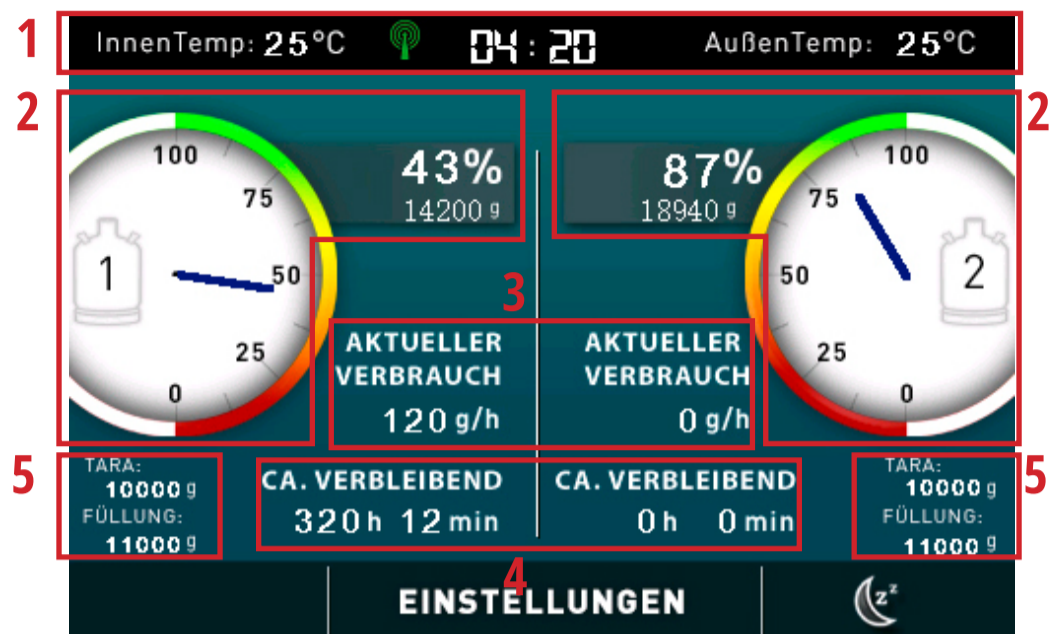 1
InnenTemp: 25°C
04:20
AußenTemp: 25°C
2
2
100
75
50
25
0
1
43%
14200 g
87%
18940 g
100
75
50
25
0
2
3
AKTUELLER
VERBRAUCH
120 g/h
AKTUELLER
VERBRAUCH
0 g/h
5
TARA:
10000 g
FÜLLUNG:
11000 g
CA. VERBLEIBEND
320 h 12 min
CA. VERBLEIBEND
0 h 0 min
TARA:
10000 g
FÜLLUNG:
11000 g
5
4
EINSTELLUNGEN
zz